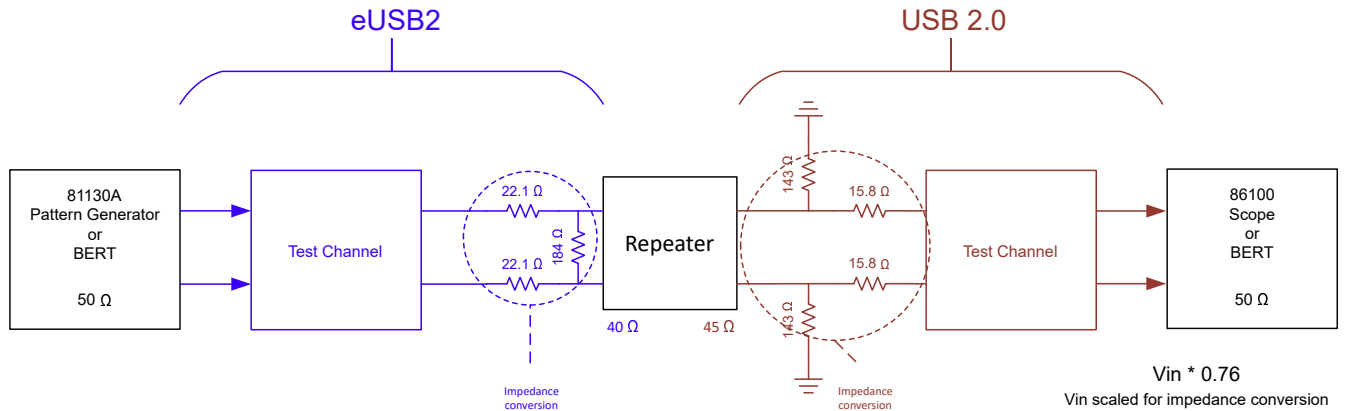 eUSB2
USB 2.0
81130A
Pattern Generator
or
BERT
50 Ω
Test Channel
22.1 Ω
184 Ω
22.1 Ω
Impedance
conversion
Repeater
40 Ω
45 Ω
143 Ω
15.8 Ω
15.8 Ω
143 Ω
Impedance
conversion
Test Channel
86100
Scope
or
BERT
50 Ω
Vin * 0.76
Vin scaled for impedance conversion